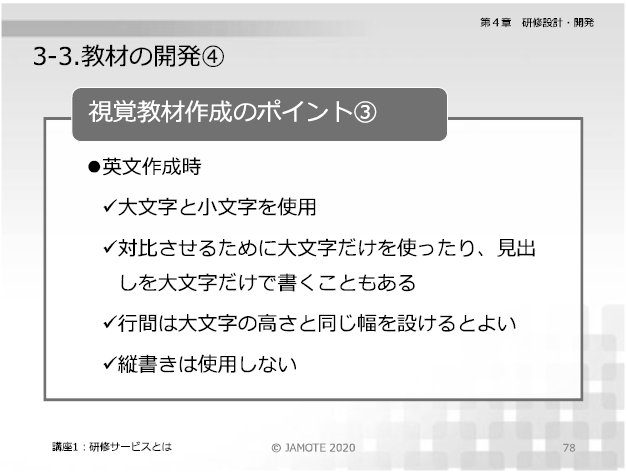 第４章　研修設計・開発
3-3.教材の開発④
視覚教材作成のポイント③
●英文作成時
✓大文字と小文字を使用
✓対比させるために大文字だけを使ったり、見出
しを大文字だけで書くこともある
✓行間は大文字の高さと同じ幅を設けるとよい
✓縦書きは使用しない
講座1：研修サービスとは
© JAMOTE 2020
78